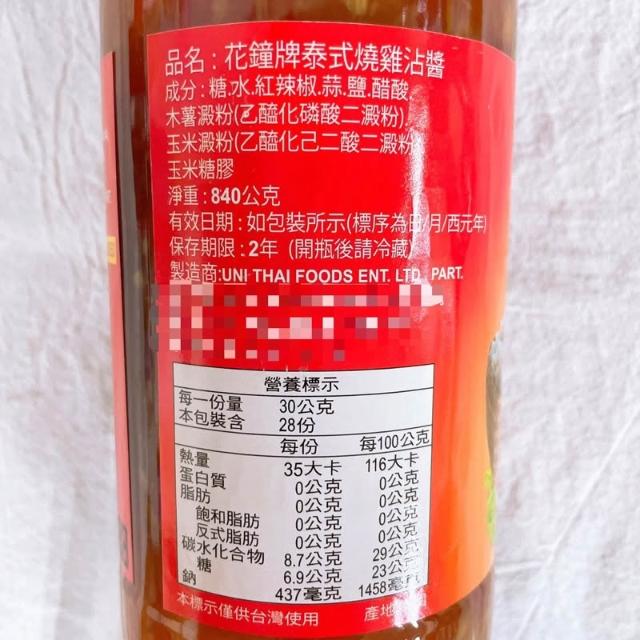 品名：花鐘牌泰式燒雞沾醬
成分：糖.水.紅辣椒.蒜.鹽.醋酸
木薯澱粉(乙醯化磷酸二澱粉)
玉米澱粉(乙醯化己二酸二澱粉
玉米糖膠
淨重：840公克
有效日期：如包裝所示(標序為日/月/西元年)
保存期限：2年 (開瓶後請冷藏)
製造商:UNI THAI FOODS ENT. LTD. PART.
營養標示
每一份量 30公克
本包裝含 28份
每份 每100公克
熱量 35大卡 116大卡
蛋白質 0公克 0公克
脂肪 0公克 0公克
飽和脂肪 0公克 0公克
反式脂肪 0公克 0公克
碳水化合物 8.7公克 29公克
糖 6.9公克 23公克
鈉 437毫克 1458毫克
本標示僅供台灣使用 產地